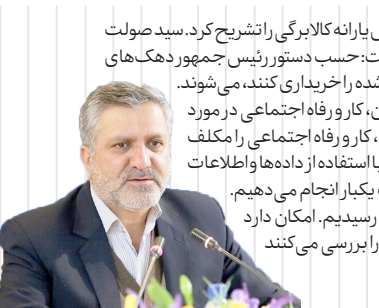 یارانه کالابرگی را تشریح کرد. سید صولت
ت: حسب دستور رئیس جمهور دهک‌های
شده را خریداری کنند، می‌شوند.
ن، کار و رفاه اجتماعی در مورد
، کار و رفاه اجتماعی را مکلف
با استفاده از داده‌ها و اطلاعات
یکبار انجام می‌دهیم.
رسیدیم. امکان دارد
را بررسی می‌کنند